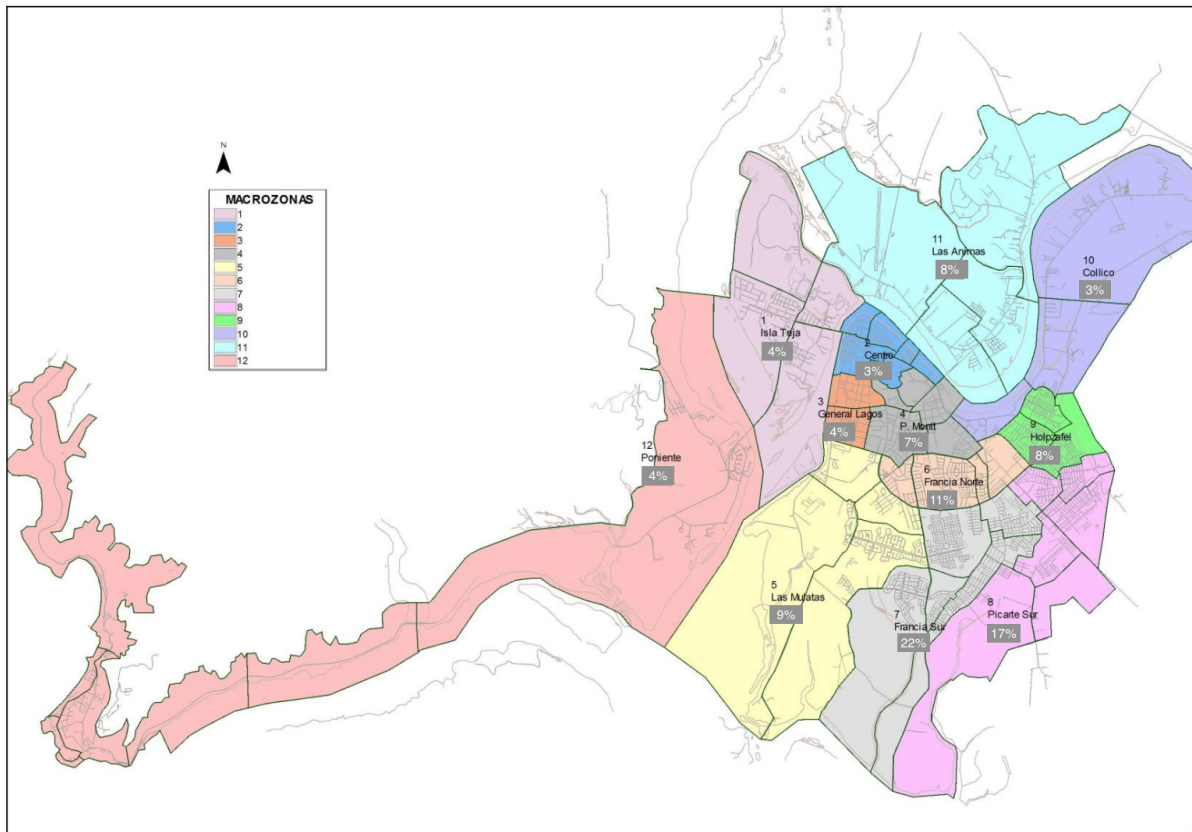 N
MACROZONAS
1
2
3
4
5
6
7
8
9
10
11
12
11
Las Animas
8%
10
Collico
3%
1
Isla Teja
4%
2
Centro
3%
3
General Lagos
4%
4
P. Montt
7%
9
Holpzafel
8%
12
Poniente
4%
6
Francia Norte
11%
5
Las Mulatas
9%
7
Francia Sur
22%
8
Picarte Sur
17%